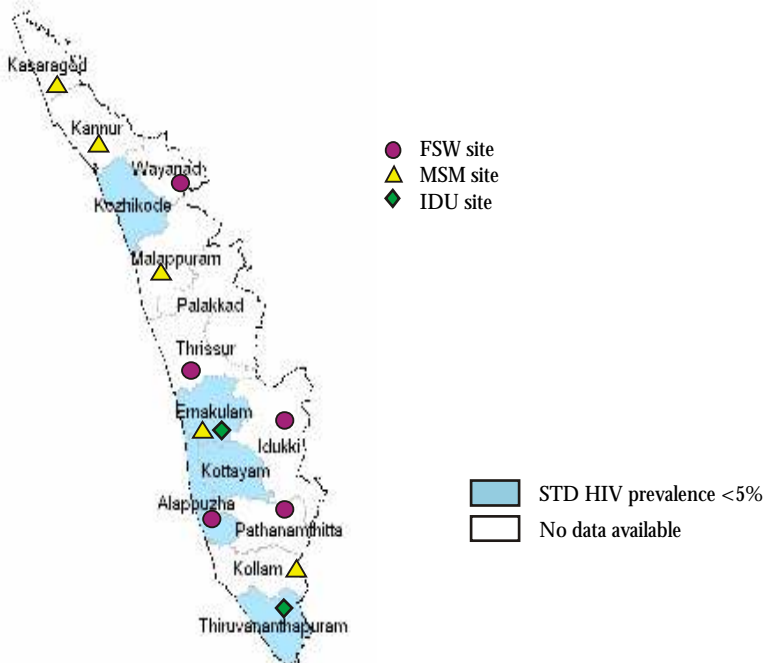 Kasaragod
Kannur
Wayanad
Kozhikode
Malappuram
Palakkad
Thrissur
Ernakulam
Idukki
Kottayam
Alappuzha
Pathanamthitta
Kollam
Thiruvananthapuram
FSW site
MSM site
IDU site
STD HIV prevalence <5%
No data available